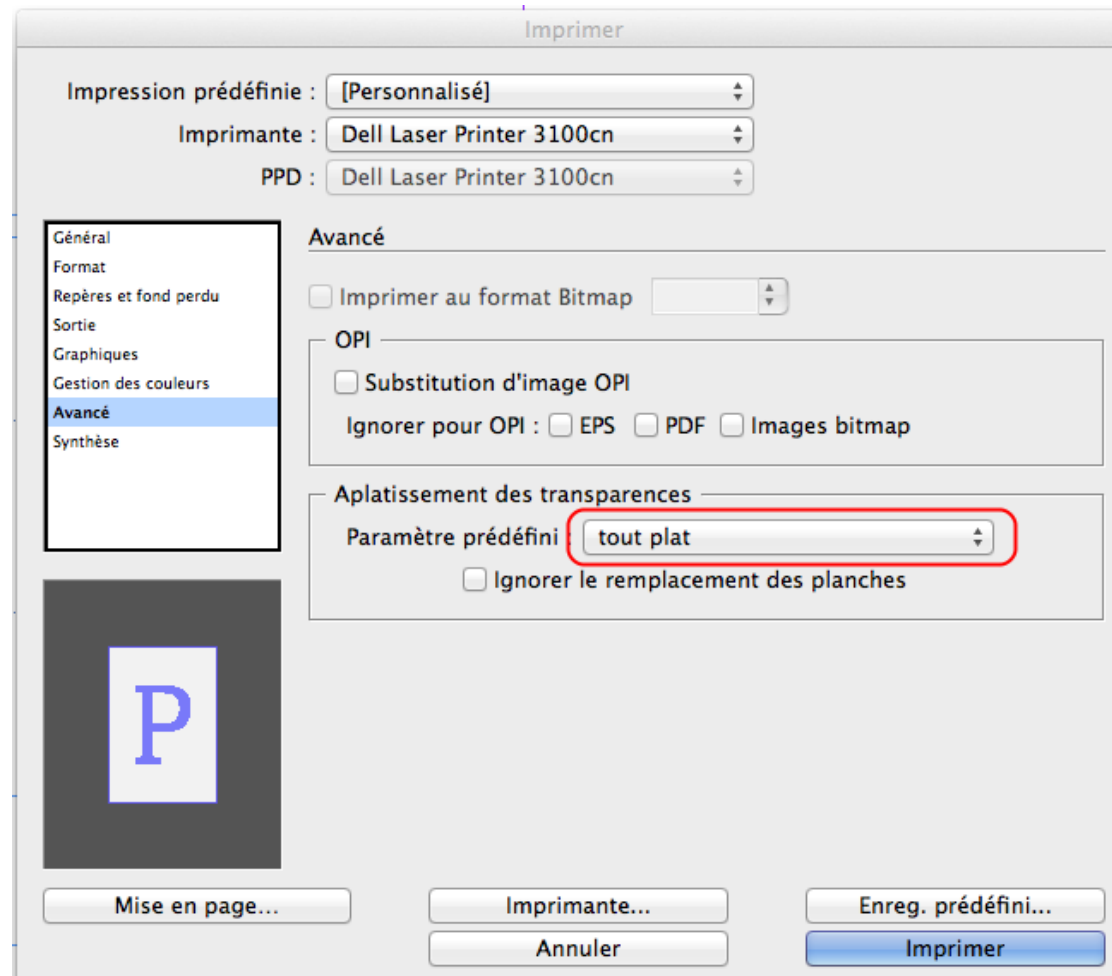 Imprimer
Impression prédéfinie : [Personnalisé]
Imprimante : Dell Laser Printer 3100cn
PPD : Dell Laser Printer 3100cn
Général
Format
Repères et fond perdu
Sortie
Graphiques
Gestion des couleurs
Avancé
Synthèse
Avancé
Imprimer au format Bitmap
OPI
Substitution d'image OPI
Ignorer pour OPI : EPS PDF Images bitmap
Aplatissement des transparences
Paramètre prédéfini : tout plat
Ignorer le remplacement des planches
P
Mise en page... Imprimante... Enreg. prédéfini...
Annuler Imprimer